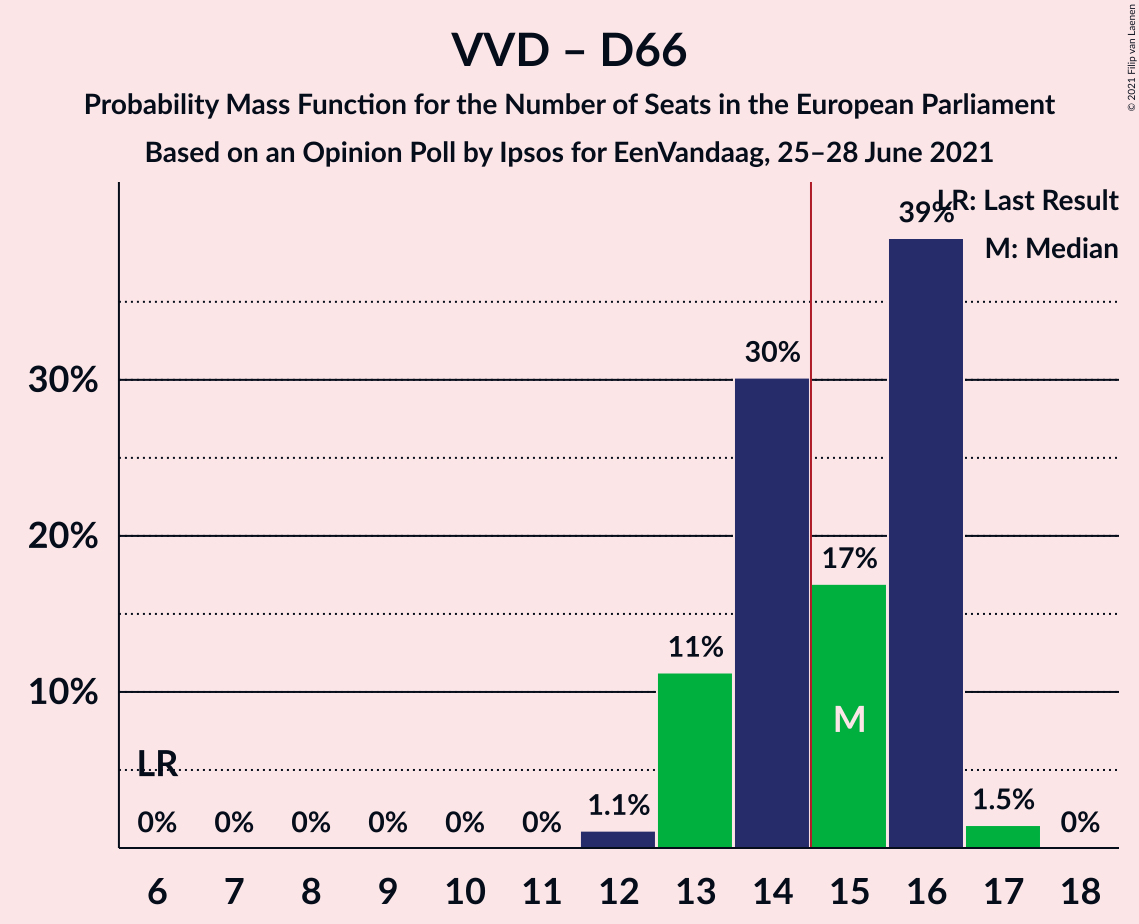 VVD – D66
Probability Mass Function for the Number of Seats in the European Parliament
Based on an Opinion Poll by Ipsos for EenVandaag, 25–28 June 2021
© 2021 Filip van Laenen
LR: Last Result
M: Median
39%
30%
30%
20%
17%
11%
10%
M
LR
0%
0%
0%
0%
0%
0%
1.1%
1.5%
0%
6 7 8 9 10 11 12 13 14 15 16 17 18